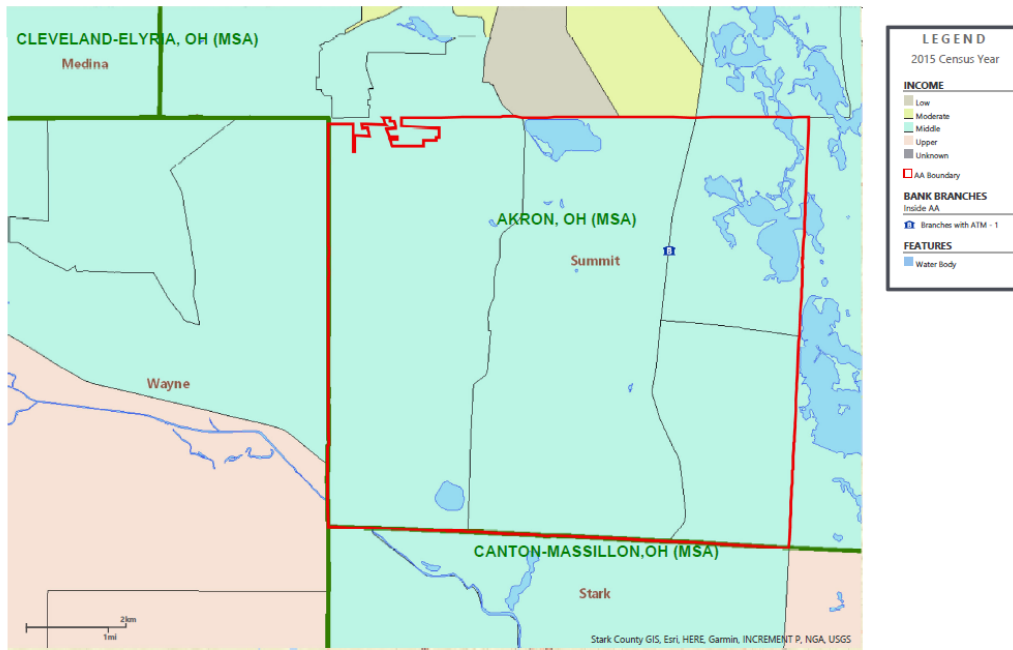 CLEVELAND-ELYRIA, OH (MSA)
Medina
AKRON, OH (MSA)
Summit
Wayne
CANTON-MASSILLON,OH (MSA)
Stark
2km
1mi
Stark County GIS, Esri, HERE, Garmin, INCREMENT P, NGA, USGS
LEGEND
2015 Census Year
INCOME
Low
Moderate
Middle
Upper
Unknown
AA Boundary
BANK BRANCHES
Inside AA
Branches with ATM - 1
FEATURES
Water Body